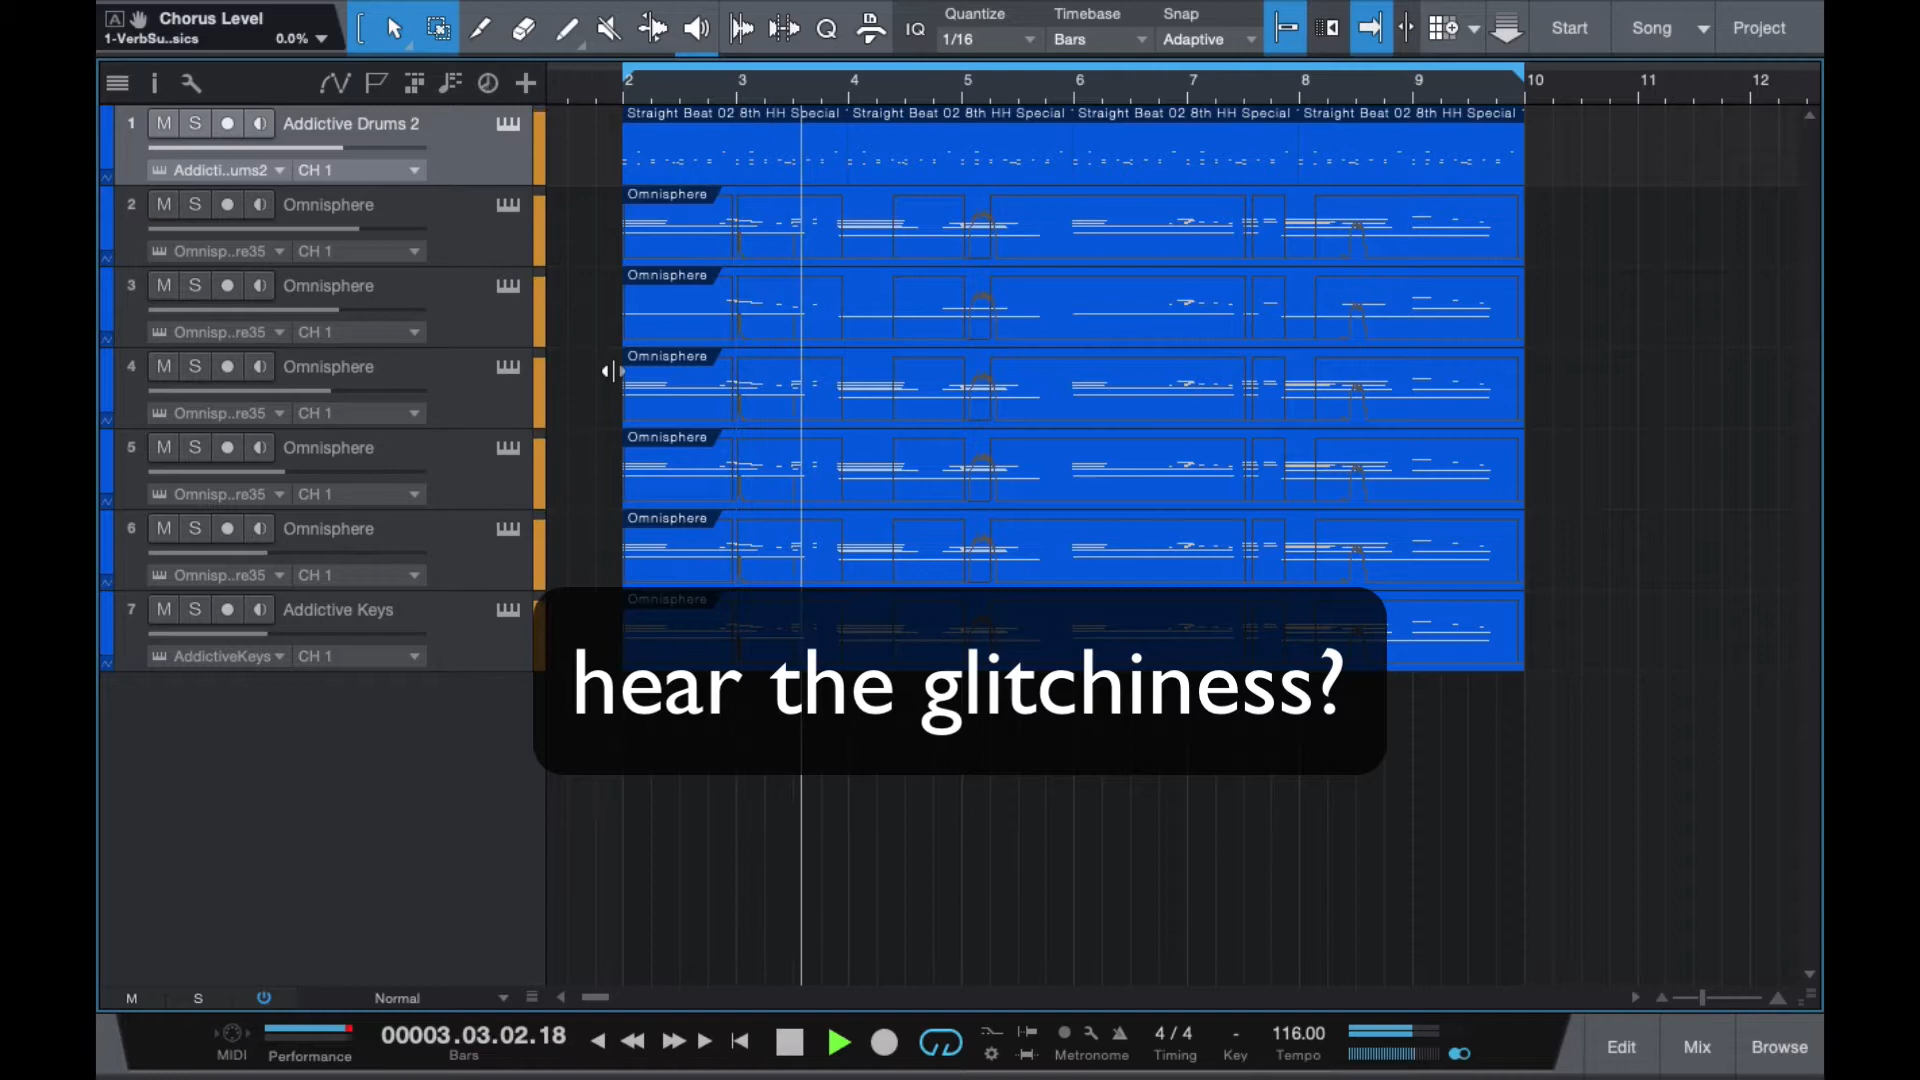 A Chorus Level
1-VerbSu..sics 0.0%
IQ
Quantize Timebase Snap
1/16 Bars Adaptive
Start Song Project
2 3 4 5 6 7 8 9 10 11 12
1 M S Addictive Drums 2
Addicti..ums2 CH 1
Straight Beat 02 8th HH Special Straight Beat 02 8th HH Special Straight Beat 02 8th HH Special Straight Beat 02 8th HH Special
2 M S Omnisphere
Omnisp..re35 CH 1
Omnisphere
3 M S Omnisphere
Omnisp..re35 CH 1
Omnisphere
4 M S Omnisphere
Omnisp..re35 CH 1
Omnisphere
5 M S Omnisphere
Omnisp..re35 CH 1
Omnisphere
6 M S Omnisphere
Omnisp..re35 CH 1
Omnisphere
7 M S Addictive Keys
AddictiveKeys CH 1
Omnisphere
hear the glitchiness?
M S Normal
MIDI Performance
00003.03.02.18
Bars
Metronome
4 / 4
Timing
-
Key
116.00
Tempo
Edit Mix Browse